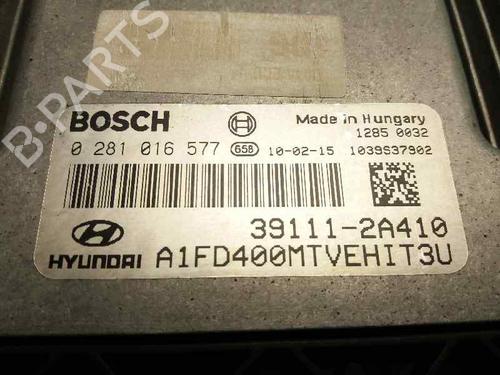 BOSCH
Made in Hungary
1285 0032
0 281 016 577 658 10-02-15 1039S37902
39111-2A410
HYUNDAI A1FD400MTVEHIT3U
B-PARTS